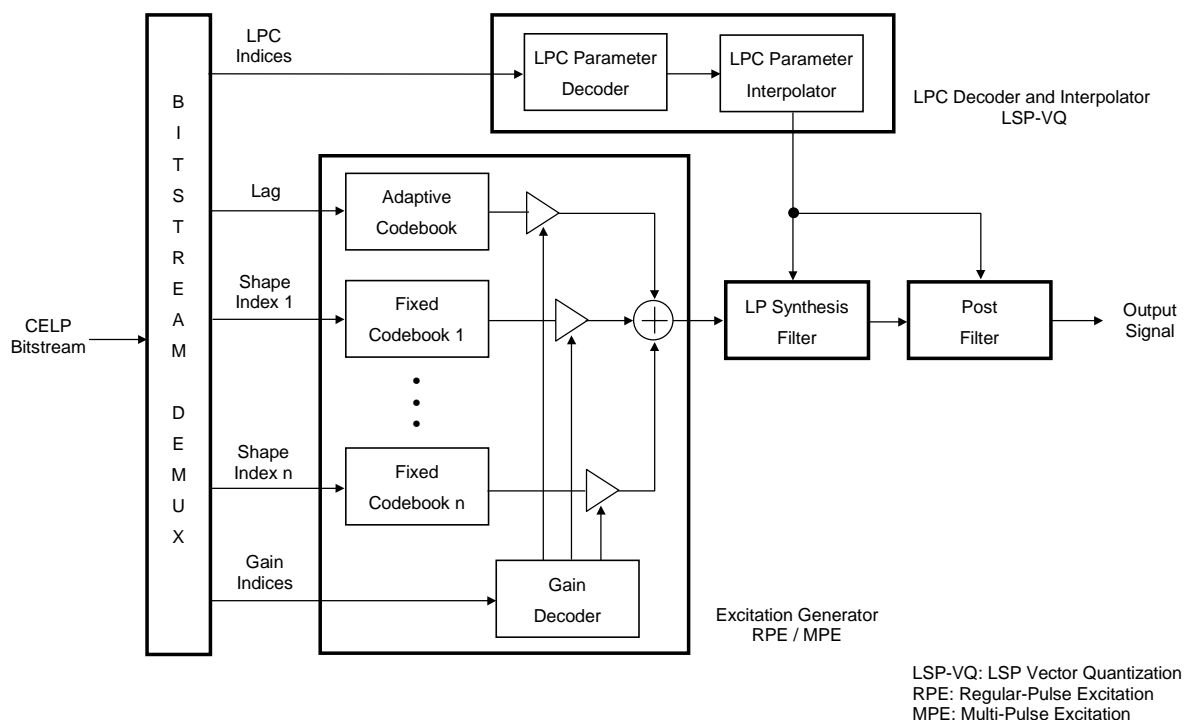 LPC
Indices
LPC Parameter
Decoder
LPC Parameter
Interpolator
LPC Decoder and Interpolator
LSP-VQ
B
I
T
S
T
R
E
A
M
D
E
M
U
X
Lag
Adaptive
Codebook
Shape
Index 1
Fixed
Codebook 1
CELP
Bitstream
LP Synthesis
Filter
Post
Filter
Output
Signal
Shape
Index n
Fixed
Codebook n
Gain
Indices
Gain
Decoder
Excitation Generator
RPE / MPE
LSP-VQ: LSP Vector Quantization
RPE: Regular-Pulse Excitation
MPE: Multi-Pulse Excitation